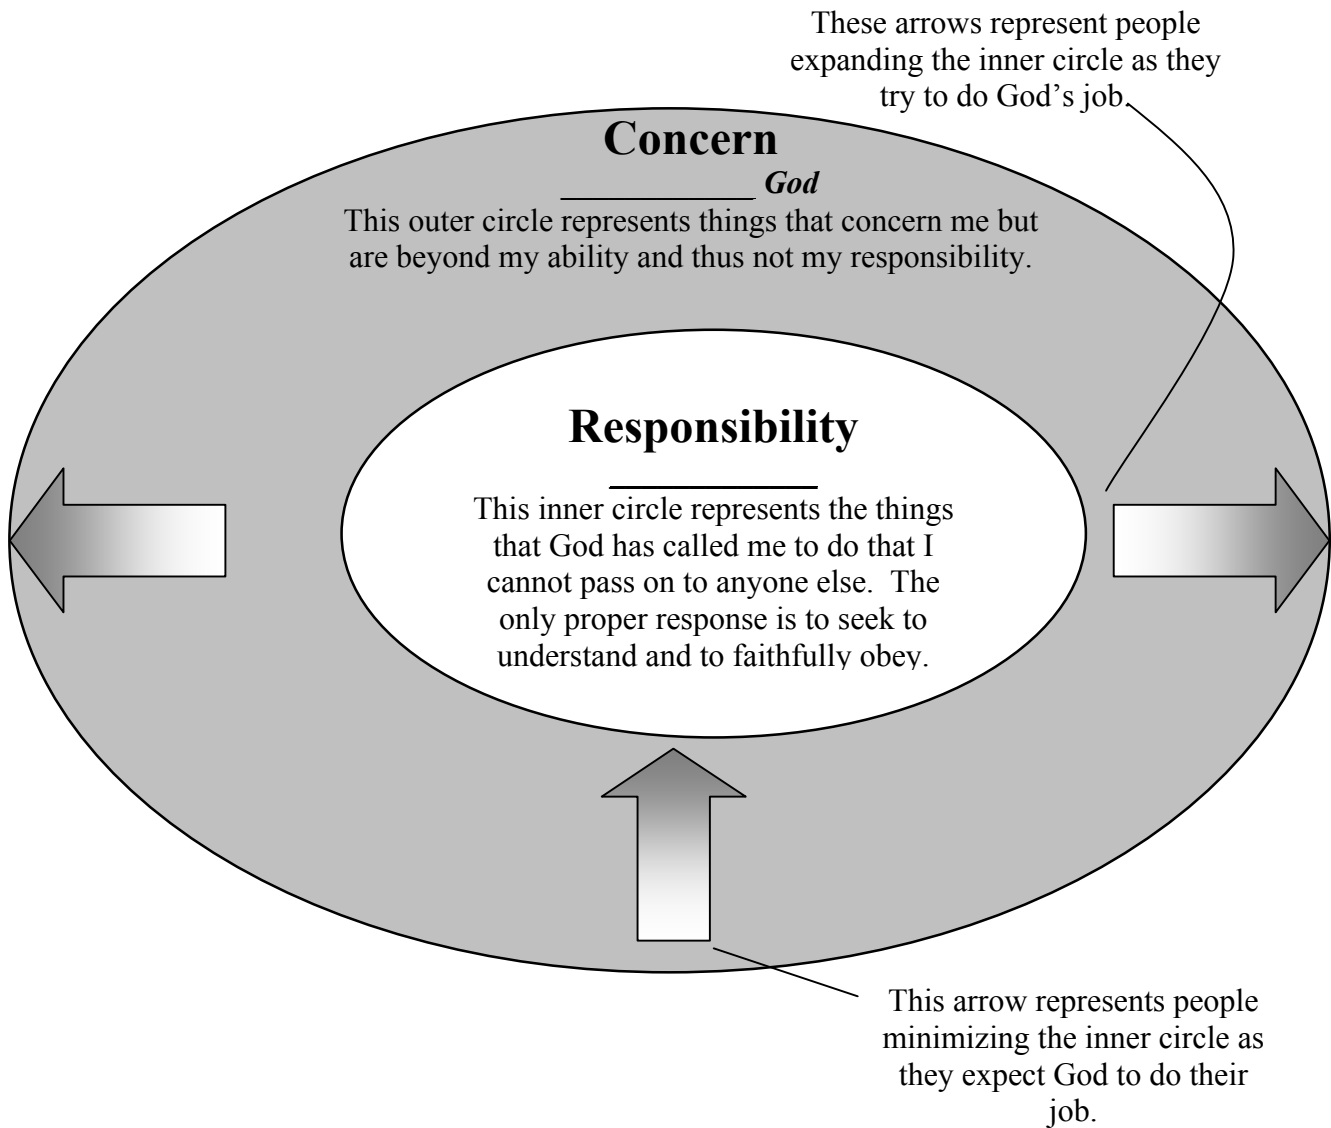 These arrows represent people
expanding the inner circle as they
try to do God's job.
Concern
____________ God
This outer circle represents things that concern me but
are beyond my ability and thus not my responsibility.
Responsibility
_____________
This inner circle represents the things
that God has called me to do that I
cannot pass on to anyone else.  The
only proper response is to seek to
understand and to faithfully obey.
This arrow represents people
minimizing the inner circle as
they expect God to do their
job.